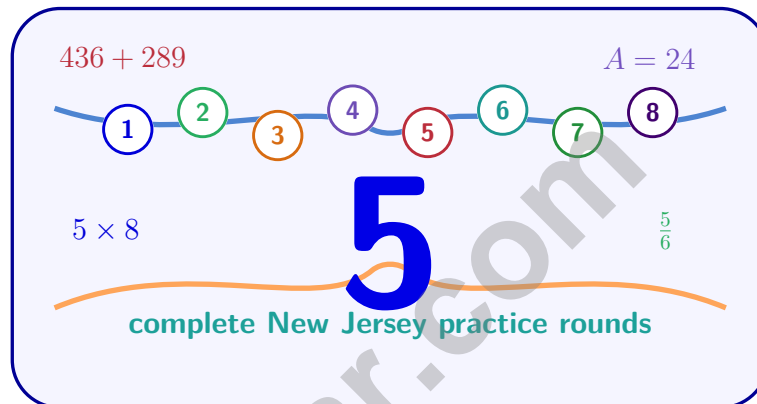 436 + 289
A = 24
1 2 3 4 5 6 7 8
5
5 × 8
5/6
complete New Jersey practice rounds